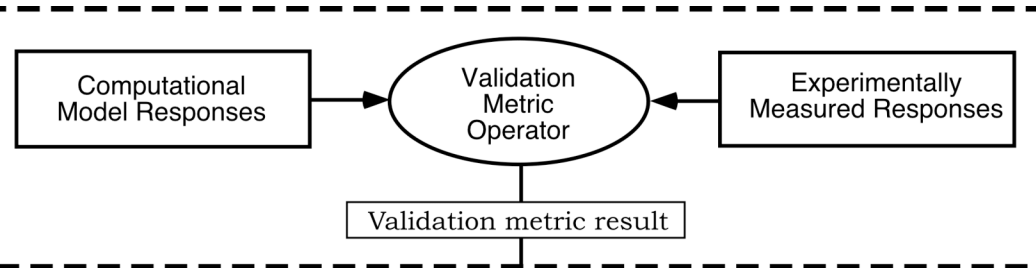 Computational
Model Responses
Validation
Metric
Operator
Experimentally
Measured Responses
Validation metric result